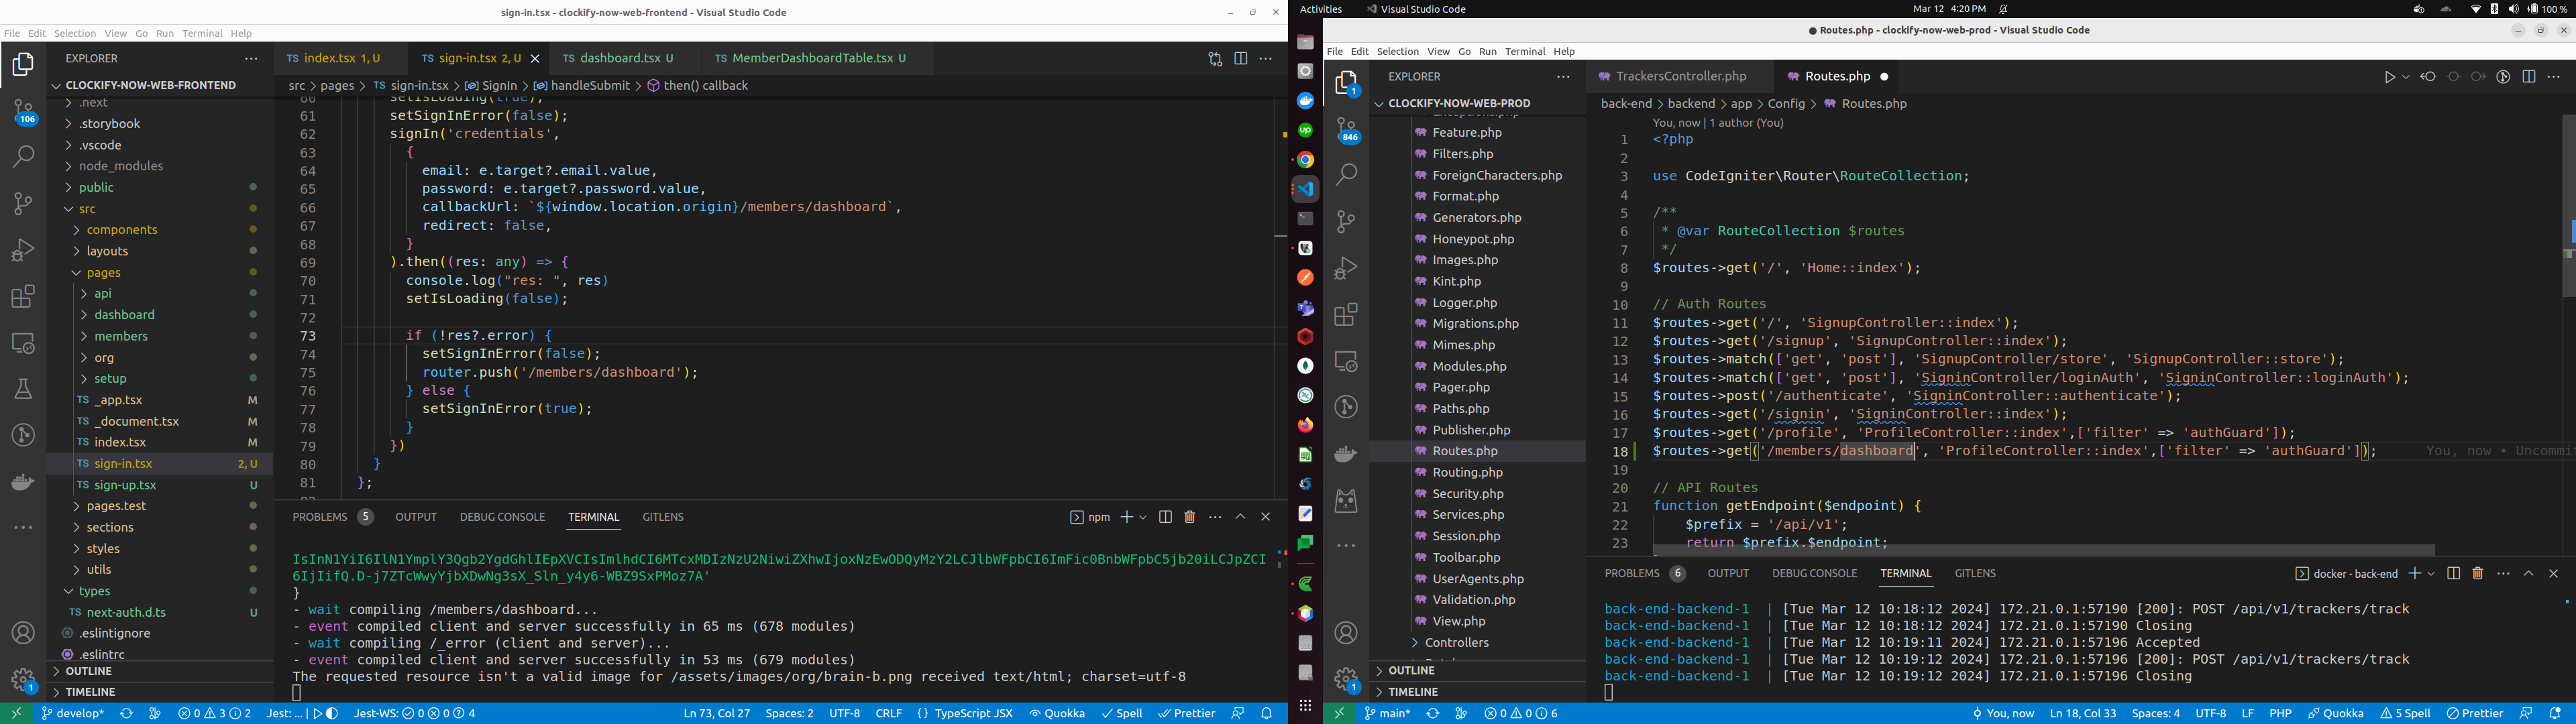 sign-in.tsx - clockify-now-web-frontend - Visual Studio Code
File Edit Selection View Go Run Terminal Help
EXPLORER
CLOCKIFY-NOW-WEB-FRONTEND
.next
.storybook
.vscode
node_modules
public
src
components
layouts
pages
api
dashboard
members
org
setup
_app.tsx M
_document.tsx M
index.tsx M
sign-in.tsx 2, U
sign-up.tsx U
pages.test
sections
styles
utils
types
next-auth.d.ts U
.eslintignore
.eslintrc
OUTLINE
TIMELINE
106
1
index.tsx 1, U
sign-in.tsx 2, U
dashboard.tsx U
MemberDashboardTable.tsx U
src > pages > sign-in.tsx > SignIn > handleSubmit > then() callback
60 setIsLoading(true);
61 setSignInError(false);
62 signIn('credentials',
63 {
64 email: e.target?.email.value,
65 password: e.target?.password.value,
66 callbackUrl: `${window.location.origin}/members/dashboard`,
67 redirect: false,
68 }
69 ).then((res: any) => {
70 console.log("res: ", res)
71 setIsLoading(false);
72
73 if (!res?.error) {
74 setSignInError(false);
75 router.push('/members/dashboard');
76 } else {
77 setSignInError(true);
78 }
79 })
80 }
81 };
PROBLEMS 5 OUTPUT DEBUG CONSOLE TERMINAL GITLENS
npm
}
- wait compiling /members/dashboard...
- event compiled client and server successfully in 65 ms (678 modules)
- wait compiling /_error (client and server)...
- event compiled client and server successfully in 53 ms (679 modules)
The requested resource isn't a valid image for /assets/images/org/brain-b.png received text/html; charset=utf-8
develop* 0 3 2 Jest: ... | Jest-WS: 0 0 4 Ln 73, Col 27 Spaces: 2 UTF-8 CRLF {} TypeScript JSX Quokka Spell Prettier
Activities Visual Studio Code Mar 12 4:20 PM 100 %
● Routes.php - clockify-now-web-prod - Visual Studio Code
File Edit Selection View Go Run Terminal Help
EXPLORER
CLOCKIFY-NOW-WEB-PROD
Feature.php
Filters.php
ForeignCharacters.php
Format.php
Generators.php
Honeypot.php
Images.php
Kint.php
Logger.php
Migrations.php
Mimes.php
Modules.php
Pager.php
Paths.php
Publisher.php
Routes.php
Routing.php
Security.php
Services.php
Session.php
Toolbar.php
UserAgents.php
Validation.php
View.php
Controllers
OUTLINE
TIMELINE
1
846
1
TrackersController.php
Routes.php
back-end > backend > app > Config > Routes.php
You, now | 1 author (You)
1 <?php
2
3 use CodeIgniter\Router\RouteCollection;
4
5 /**
6 * @var RouteCollection $routes
7 */
8 $routes->get('/', 'Home::index');
9
10 // Auth Routes
11 $routes->get('/', 'SignupController::index');
12 $routes->get('/signup', 'SignupController::index');
13 $routes->match(['get', 'post'], 'SignupController/store', 'SignupController::store');
14 $routes->match(['get', 'post'], 'SigninController/loginAuth', 'SigninController::loginAuth');
15 $routes->post('/authenticate', 'SigninController::authenticate');
16 $routes->get('/signin', 'SigninController::index');
17 $routes->get('/profile', 'ProfileController::index',['filter' => 'authGuard']);
18 $routes->get('/members/dashboard', 'ProfileController::index',['filter' => 'authGuard']); You, now • Uncommit
19
20 // API Routes
21 function getEndpoint($endpoint) {
22 $prefix = '/api/v1';
23 return $prefix.$endpoint;
PROBLEMS 6 OUTPUT DEBUG CONSOLE TERMINAL GITLENS
docker - back-end
back-end-backend-1 | [Tue Mar 12 10:18:12 2024] 172.21.0.1:57190 [200]: POST /api/v1/trackers/track
back-end-backend-1 | [Tue Mar 12 10:18:12 2024] 172.21.0.1:57190 Closing
back-end-backend-1 | [Tue Mar 12 10:19:11 2024] 172.21.0.1:57196 Accepted
back-end-backend-1 | [Tue Mar 12 10:19:12 2024] 172.21.0.1:57196 [200]: POST /api/v1/trackers/track
back-end-backend-1 | [Tue Mar 12 10:19:12 2024] 172.21.0.1:57196 Closing
main* 0 0 6 You, now Ln 18, Col 33 Spaces: 4 UTF-8 LF PHP Quokka 5 Spell Prettier